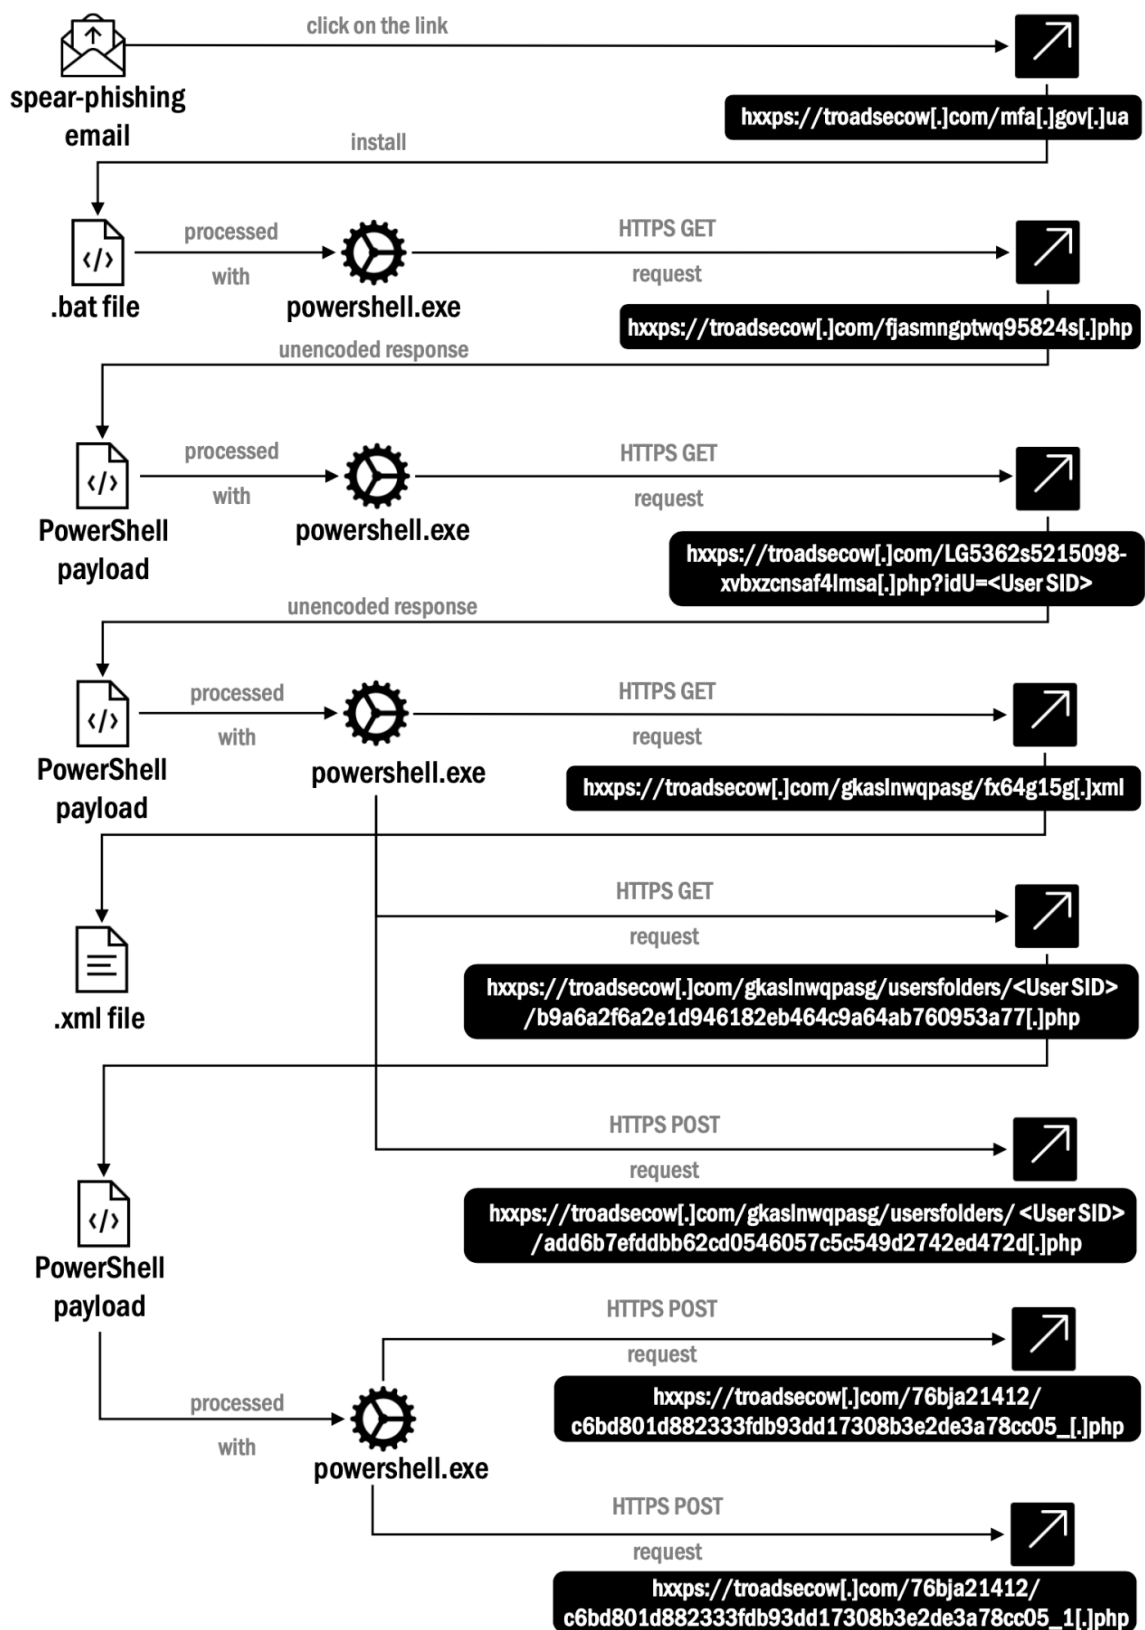 click on the link
spear-phishing
email
hxxps://troadsecow[.]com/mfa[.]gov[.]ua
install
processed
with
HTTPS GET
request
.bat file
powershell.exe
hxxps://troadsecow[.]com/fjasmngptwq95824s[.]php
unencoded response
processed
with
HTTPS GET
request
PowerShell
payload
powershell.exe
hxxps://troadsecow[.]com/LG5362s5215098-
xvbxzcnsaf4lmsa[.]php?idU=<User SID>
unencoded response
processed
with
HTTPS GET
request
PowerShell
payload
powershell.exe
hxxps://troadsecow[.]com/gkaslnwqpasg/fx64g15g[.]xml
HTTPS GET
request
.xml file
hxxps://troadsecow[.]com/gkaslnwqpasg/usersfolders/<User SID>
/b9a6a2f6a2e1d946182eb464c9a64ab760953a77[.]php
HTTPS POST
request
PowerShell
payload
hxxps://troadsecow[.]com/gkaslnwqpasg/usersfolders/ <User SID>
/add6b7efddbb62cd0546057c5c549d2742ed472d[.]php
HTTPS POST
request
processed
with
powershell.exe
hxxps://troadsecow[.]com/76bja21412/
c6bd801d882333fdb93dd17308b3e2de3a78cc05_[.]php
HTTPS POST
request
hxxps://troadsecow[.]com/76bja21412/
c6bd801d882333fdb93dd17308b3e2de3a78cc05_1[.]php